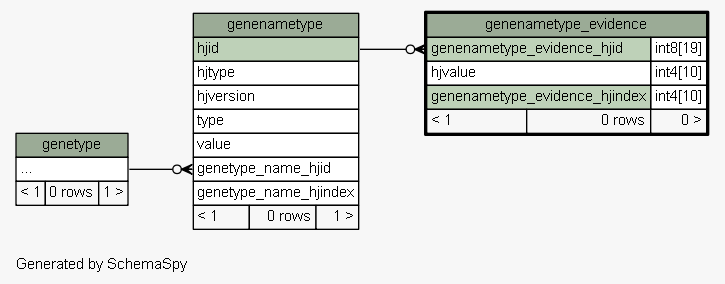 genenametype
hjid
hjtype
hjversion
type
value
genetype_name_hjid
genetype_name_hjindex
< 1 0 rows 1 >
genenametype_evidence
genenametype_evidence_hjid int8[19]
hjvalue int4[10]
genenametype_evidence_hjindex int4[10]
< 1 0 rows 0 >
genetype
...
< 1 0 rows 1 >
Generated by SchemaSpy